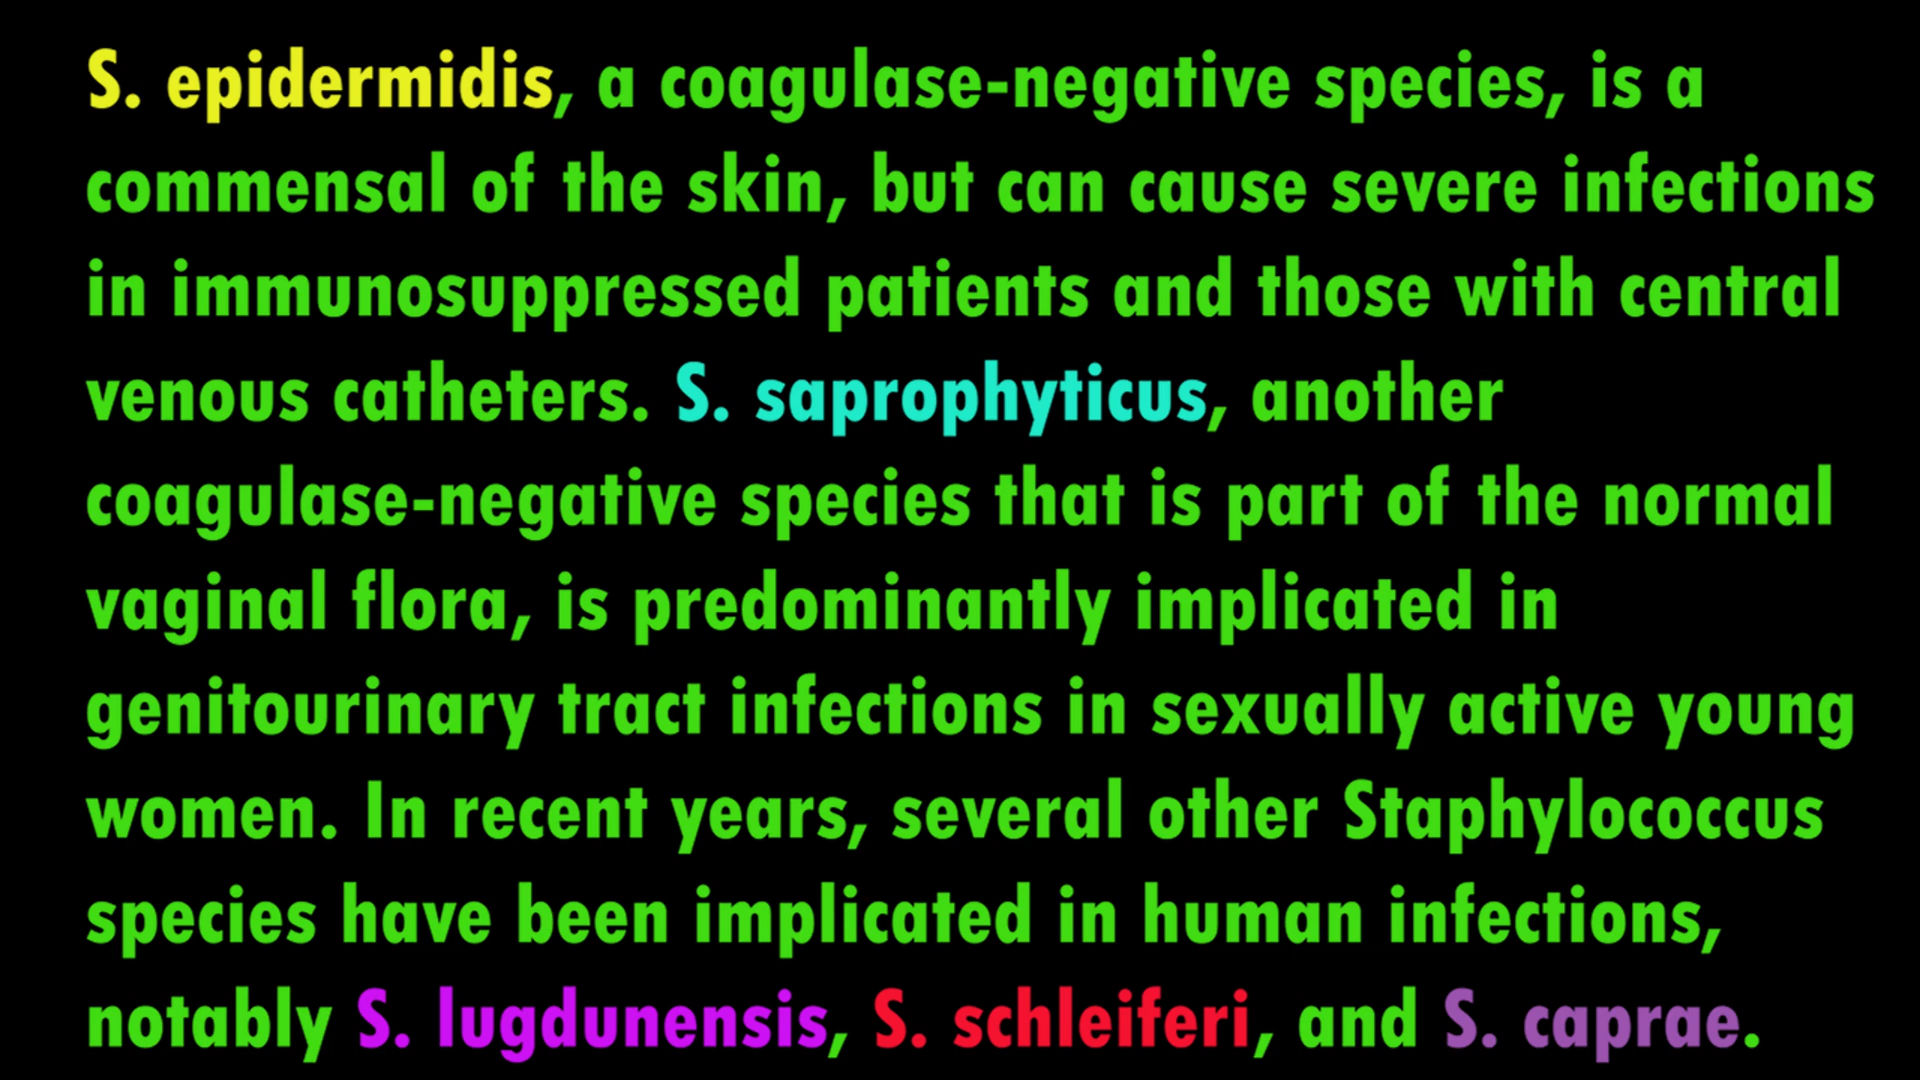 S. epidermidis, a coagulase-negative species, is a
commensal of the skin, but can cause severe infections
in immunosuppressed patients and those with central
venous catheters. S. saprophyticus, another
coagulase-negative species that is part of the normal
vaginal flora, is predominantly implicated in
genitourinary tract infections in sexually active young
women. In recent years, several other Staphylococcus
species have been implicated in human infections,
notably S. lugdunensis, S. schleiferi, and S. caprae.